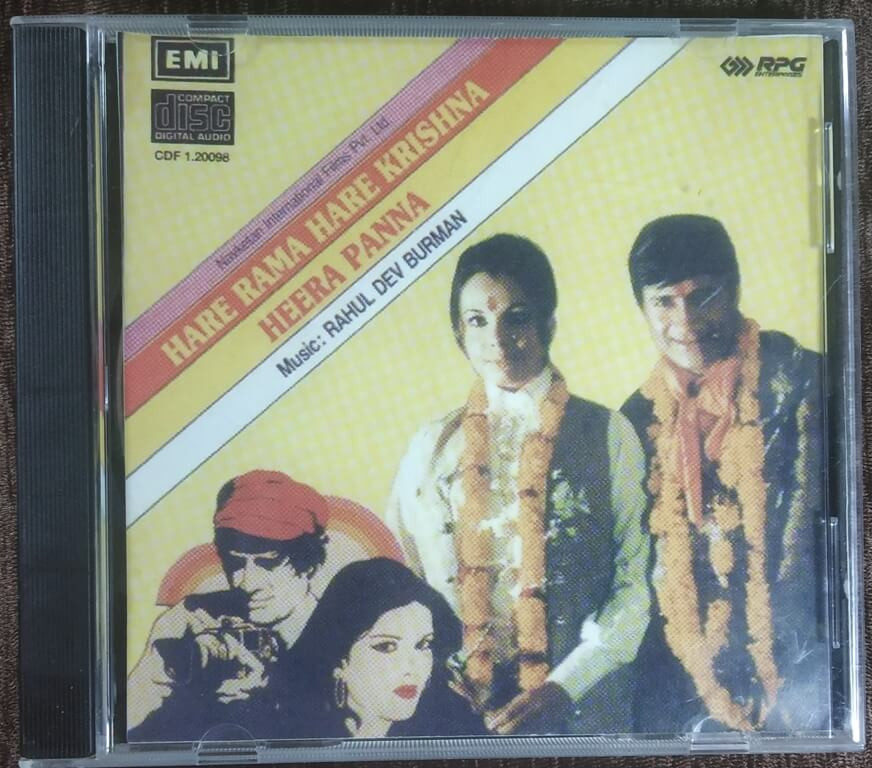 EMI
COMPACT
disc
DIGITAL AUDIO
CDF 1.20098
RPG
ENTERPRISES
Navketan International Films Pvt. Ltd.
HARE RAMA HARE KRISHNA
HEERA PANNA
Music: RAHUL DEV BURMAN